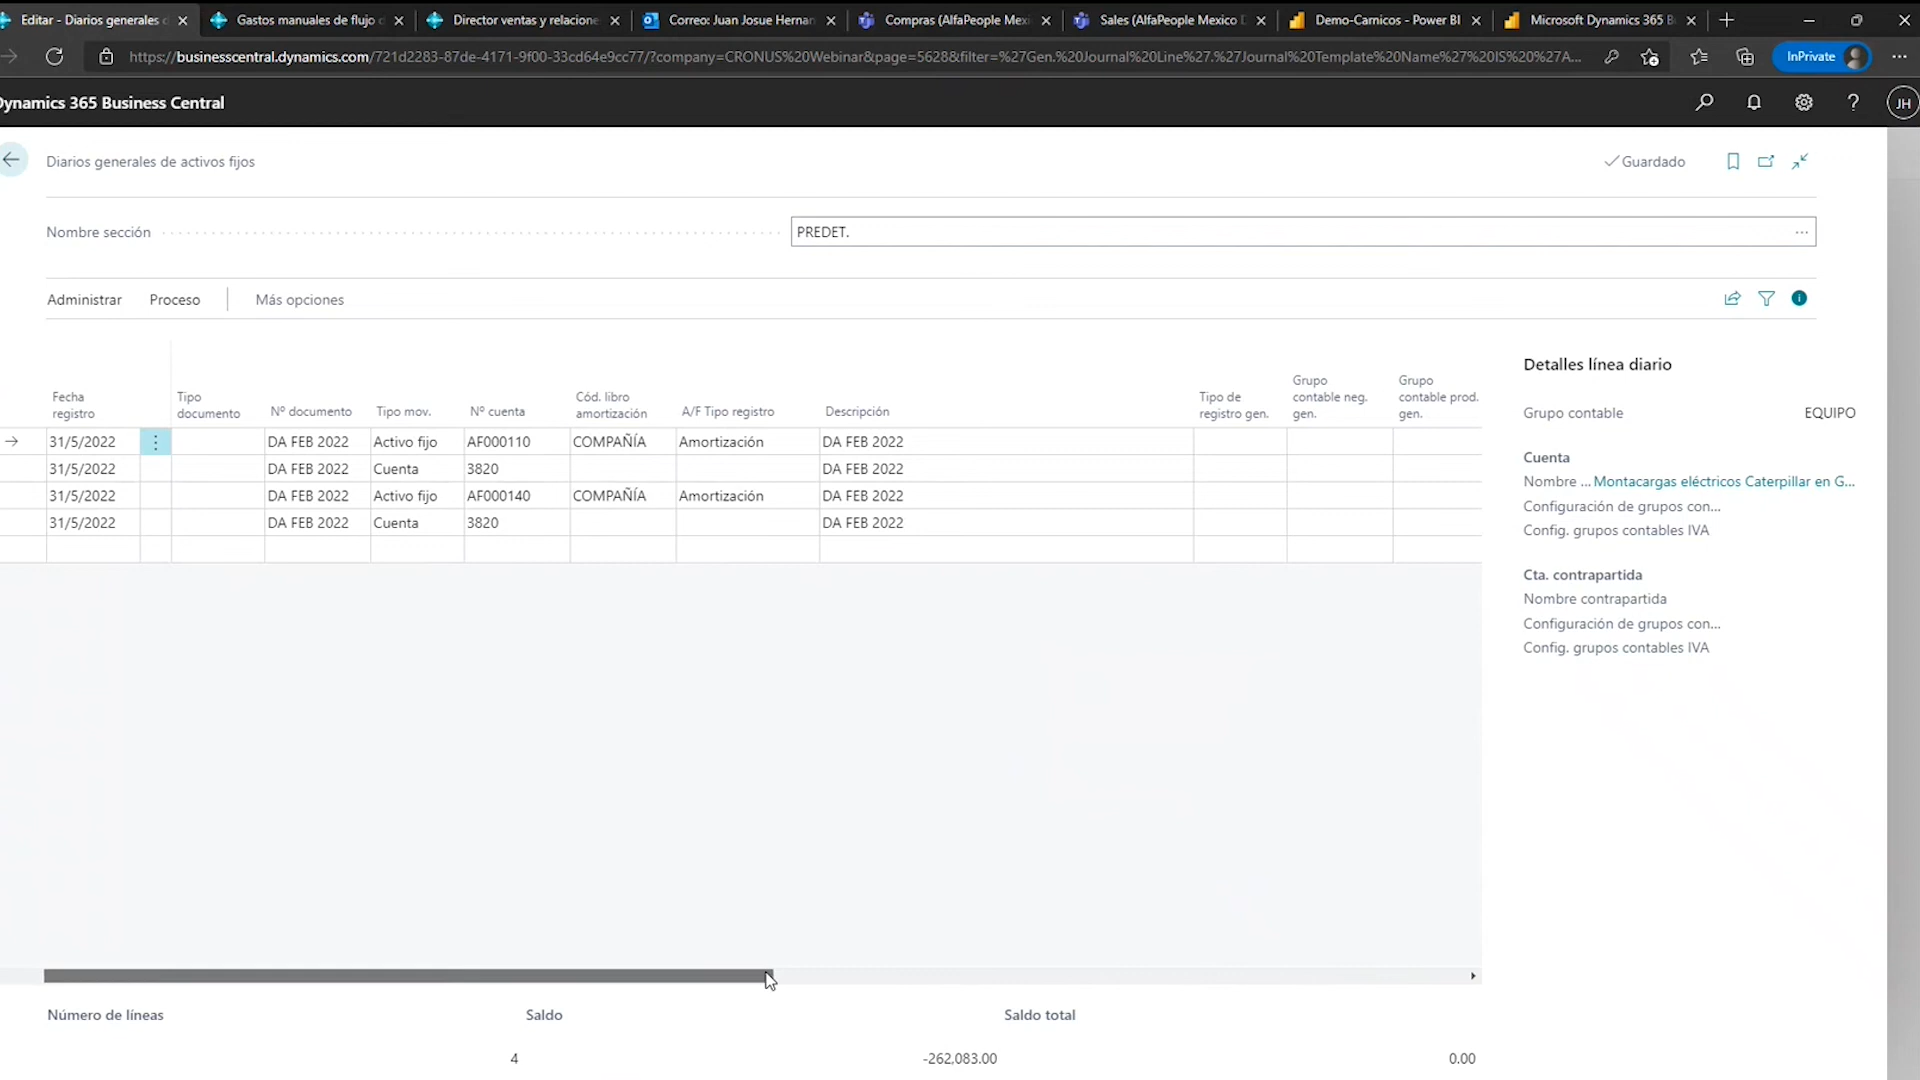 Editar - Diarios generales d
Gastos manuales de flujo d
Director ventas y relacione
Correo: Juan Josue Hernan
Compras (AlfaPeople Mexi
Sales (AlfaPeople Mexico D
Demo-Carnicos - Power BI
Microsoft Dynamics 365 B
https://businesscentral.dynamics.com/721d2283-87de-4171-9f00-33cd64e9cc77/?company=CRONUS%20Webinar&page=5628&filter=%27Gen.%20Journal%20Line%27.%27Journal%20Template%20Name%27%20IS%20%27A...
InPrivate
Dynamics 365 Business Central
JH
Diarios generales de activos fijos
Guardado
Nombre sección
PREDET.
Administrar Proceso Más opciones
Fecha registro
Tipo documento
Nº documento
Tipo mov.
Nº cuenta
Cód. libro amortización
A/F Tipo registro
Descripción
Tipo de registro gen.
Grupo contable neg. gen.
Grupo contable prod. gen.
31/5/2022 DA FEB 2022 Activo fijo AF000110 COMPAÑÍA Amortización DA FEB 2022
31/5/2022 DA FEB 2022 Cuenta 3820 DA FEB 2022
31/5/2022 DA FEB 2022 Activo fijo AF000140 COMPAÑÍA Amortización DA FEB 2022
31/5/2022 DA FEB 2022 Cuenta 3820 DA FEB 2022
Detalles línea diario
Grupo contable EQUIPO
Cuenta
Nombre ... Montacargas eléctricos Caterpillar en G...
Configuración de grupos con...
Config. grupos contables IVA
Cta. contrapartida
Nombre contrapartida
Configuración de grupos con...
Config. grupos contables IVA
Número de líneas Saldo Saldo total
4 -262,083.00 0.00